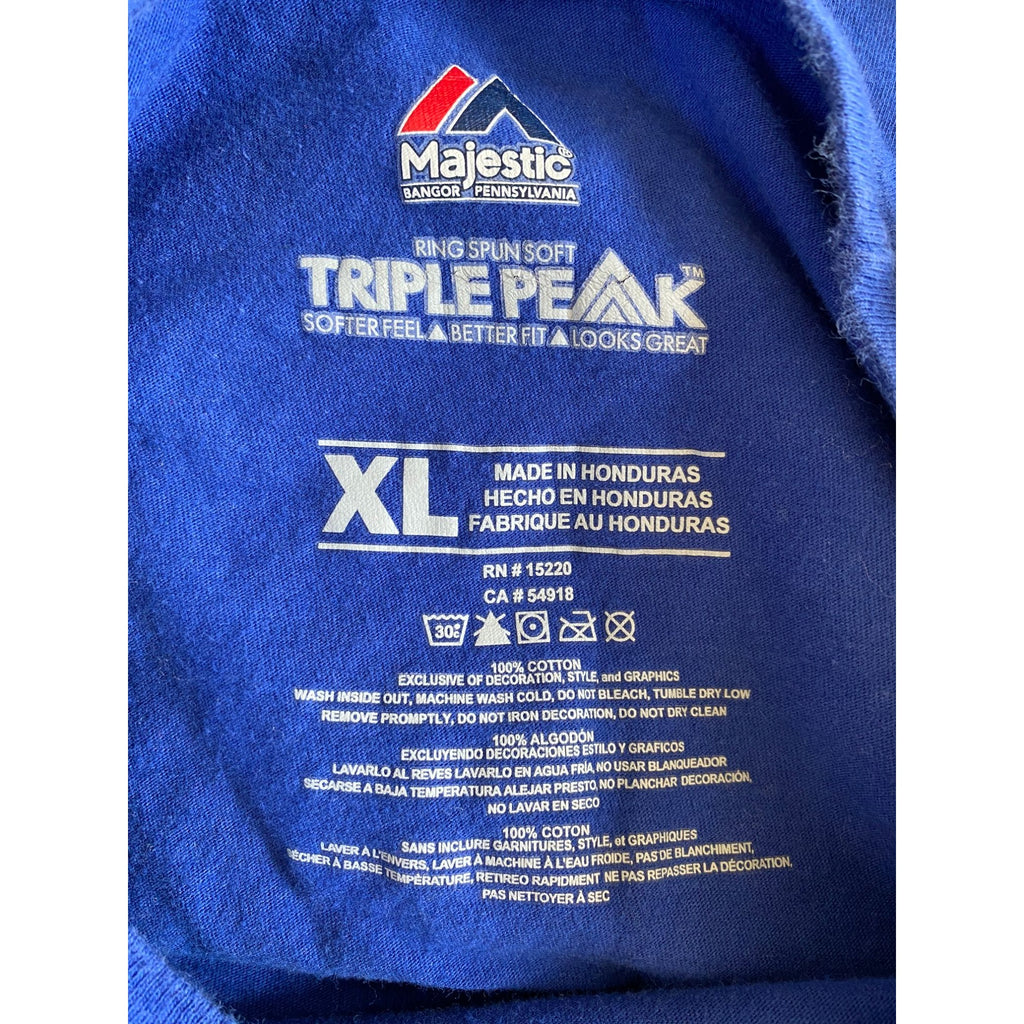 Majestic®
BANGOR PENNSYLVANIA
RING SPUN SOFT
TRIPLE PEAK™
SOFTER FEEL▲BETTER FIT▲LOOKS GREAT
XL
MADE IN HONDURAS
HECHO EN HONDURAS
FABRIQUE AU HONDURAS
RN # 15220
CA # 54918
30°C
100% COTTON
EXCLUSIVE OF DECORATION, STYLE, and GRAPHICS
WASH INSIDE OUT, MACHINE WASH COLD, DO NOT BLEACH, TUMBLE DRY LOW
REMOVE PROMPTLY, DO NOT IRON DECORATION, DO NOT DRY CLEAN
100% ALGODÓN
EXCLUYENDO DECORACIONES ESTILO Y GRAFICOS
LAVARLO AL REVES LAVARLO EN AGUA FRÍA, NO USAR BLANQUEADOR
SECARSE A BAJA TEMPERATURA ALEJAR PRESTO, NO PLANCHAR DECORACIÓN,
NO LAVAR EN SECO
100% COTON
SANS INCLURE GARNITURES, STYLE, et GRAPHIQUES
LAVER À L'ENVERS, LAVER À MACHINE À L'EAU FROIDE, PAS DE BLANCHIMENT,
SÉCHER À BASSE TEMPÉRATURE, RETIREO RAPIDMENT NE PAS REPASSER LA DÉCORATION,
PAS NETTOYER À SEC